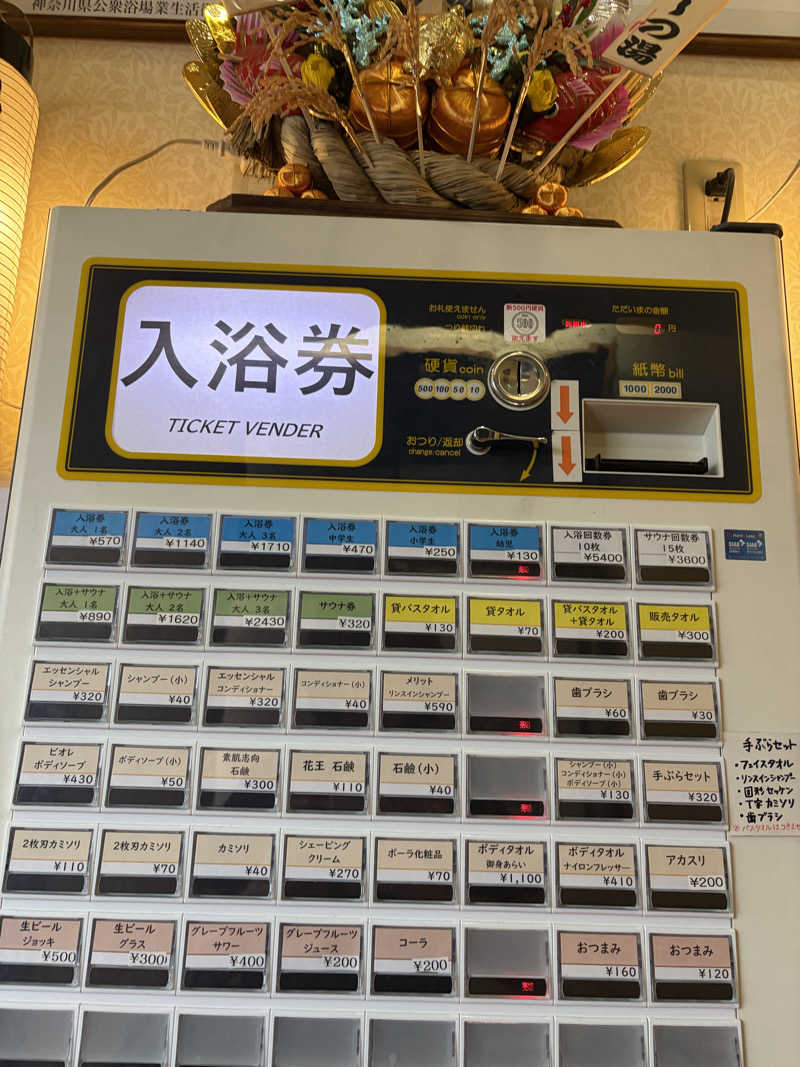 神奈川県公衆浴場業生活
つ湯
入浴券
TICKET VENDER
お札使えません
coin only
つり銭切れ
新500円硬貨
500
使えます
ただいまの金額
0 円
硬貨 coin
500 100 50 10
紙幣 bill
1000 2000
おつり/返却
change/cancel
入浴券
大人 1名
¥570
入浴券
大人 2名
¥1140
入浴券
大人 3名
¥1710
入浴券
中学生
¥470
入浴券
小学生
¥250
入浴券
幼児
¥130
入浴回数券
10枚
¥5400
サウナ回数券
15枚
¥3600
入浴+サウナ
大人 1名
¥890
入浴+サウナ
大人 2名
¥1620
入浴+サウナ
大人 3名
¥2430
サウナ券
¥320
貸バスタオル
¥130
貸タオル
¥70
貸バスタオル
+貸タオル
¥200
販売タオル
¥300
エッセンシャル
シャンプー
¥320
シャンプー(小)
¥40
エッセンシャル
コンディショナー
¥320
コンディショナー(小)
¥40
メリット
リンスインシャンプー
¥590
歯ブラシ
¥60
歯ブラシ
¥30
ビオレ
ボディソープ
¥430
ボディソープ(小)
¥50
素肌志向
石鹸
¥300
花王 石鹸
¥110
石鹸(小)
¥40
シャンプー(小)
コンディショナー(小)
ボディソープ(小)
¥130
手ぶらセット
¥320
手ぶらセット
・フェイスタオル
・リンスインシャンプー
・固形セッケン
・T字カミソリ
・歯ブラシ
※バスタオルはつきません
2枚刃カミソリ
¥110
2枚刃カミソリ
¥70
カミソリ
¥40
シェービング
クリーム
¥270
ポーラ化粧品
¥70
ボディタオル
御身あらい
¥1,100
ボディタオル
ナイロンフレッサー
¥410
アカスリ
¥200
生ビール
ジョッキ
¥500
生ビール
グラス
¥300
グレープフルーツ
サワー
¥400
グレープフルーツ
ジュース
¥200
コーラ
¥200
おつまみ
¥160
おつまみ
¥120